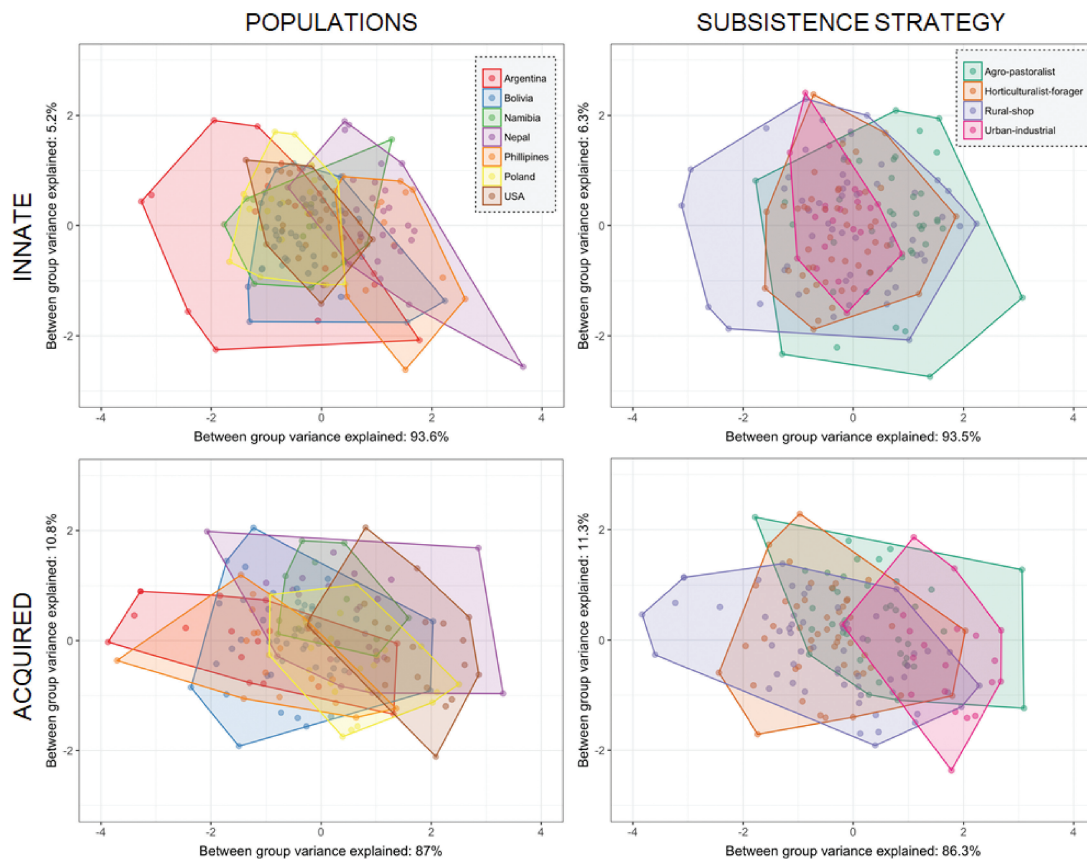 POPULATIONS
SUBSISTENCE STRATEGY
INNATE
Between group variance explained: 5.2%
2
0
-2
-4
-2
0
2
4
Between group variance explained: 93.6%
Argentina
Bolivia
Namibia
Nepal
Phillipines
Poland
USA
Between group variance explained: 6.3%
2
0
-2
-4
-2
0
2
4
Between group variance explained: 93.5%
Agro-pastoralist
Horticulturalist-forager
Rural-shop
Urban-industrial
ACQUIRED
Between group variance explained: 10.8%
2
0
-2
-4
-2
0
2
4
Between group variance explained: 87%
Between group variance explained: 11.3%
2
0
-2
-4
-2
0
2
4
Between group variance explained: 86.3%